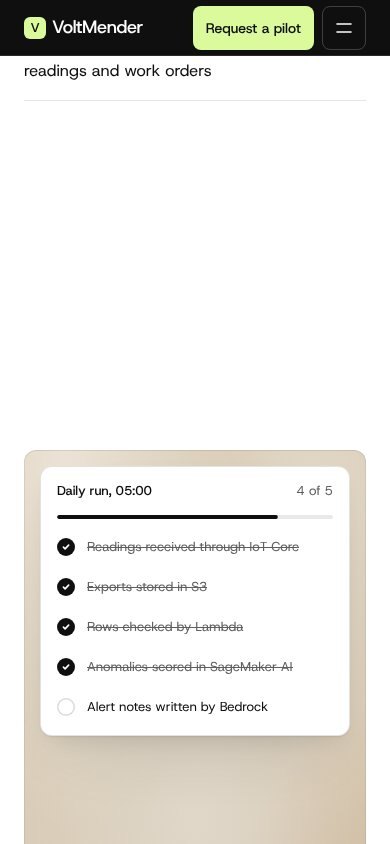 V VoltMender
Request a pilot
readings and work orders
Daily run, 05:00
4 of 5
Readings received through IoT Core
Exports stored in S3
Rows checked by Lambda
Anomalies scored in SageMaker AI
Alert notes written by Bedrock